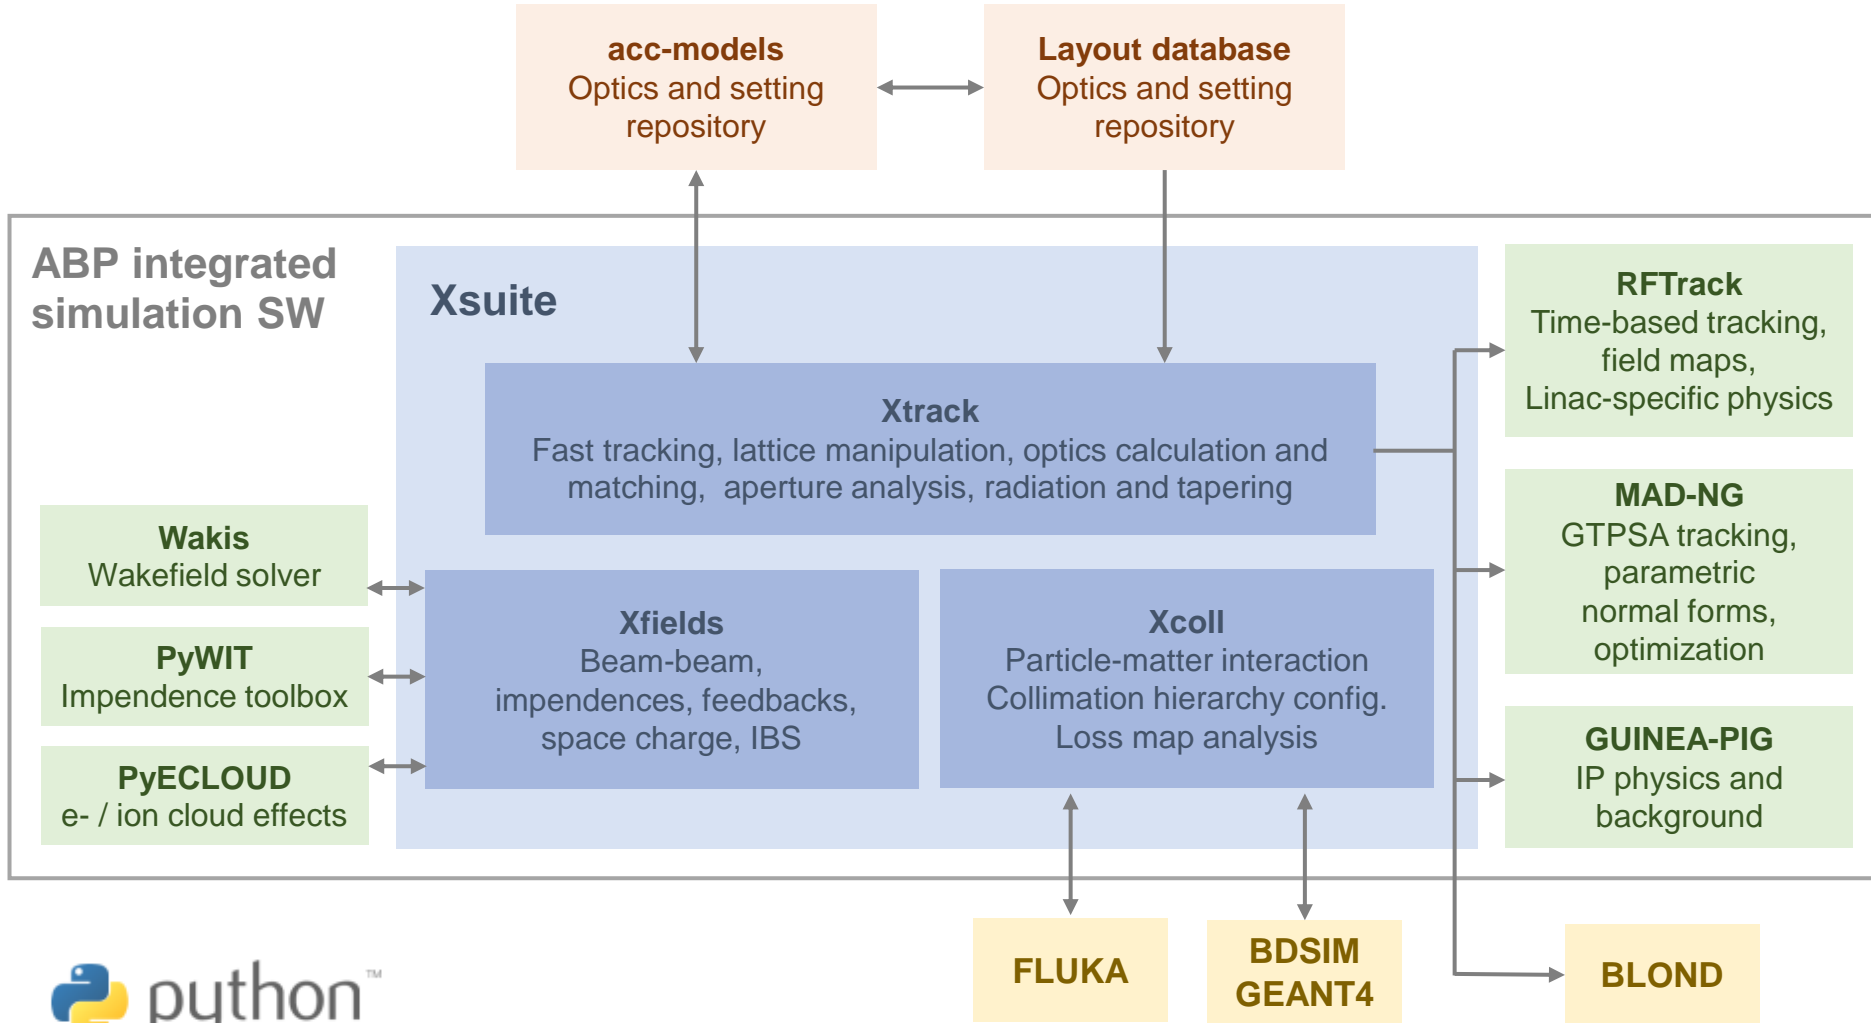 acc-models
Optics and setting
repository
Layout database
Optics and setting
repository
ABP integrated
simulation SW
Xsuite
Xtrack
Fast tracking, lattice manipulation, optics calculation and
matching, aperture analysis, radiation and tapering
Wakis
Wakefield solver
PyWIT
Impendence toolbox
PyECLOUD
e- / ion cloud effects
Xfields
Beam-beam,
impendences, feedbacks,
space charge, IBS
Xcoll
Particle-matter interaction
Collimation hierarchy config.
Loss map analysis
RFTrack
Time-based tracking,
field maps,
Linac-specific physics
MAD-NG
GTPSA tracking,
parametric
normal forms,
optimization
GUINEA-PIG
IP physics and
background
FLUKA
BDSIM
GEANT4
BLOND
python™